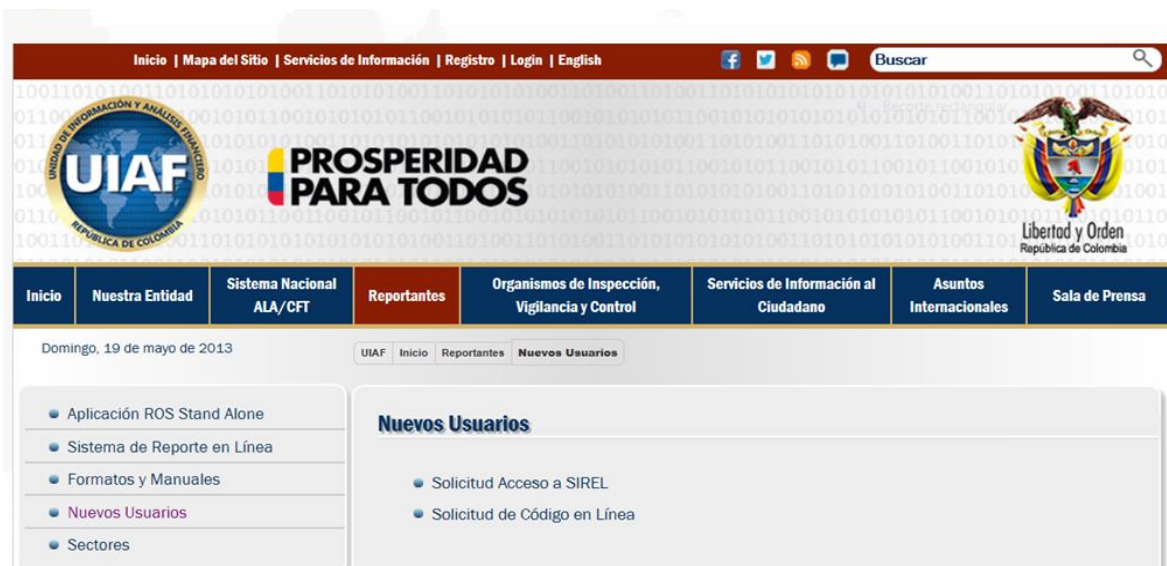 Inicio | Mapa del Sitio | Servicios de Información | Registro | Login | English
Buscar
UNIDAD DE INFORMACIÓN Y ANÁLISIS FINANCIERO
UIAF
REPÚBLICA DE COLOMBIA
PROSPERIDAD
PARA TODOS
Recorte rectangular
Libertad y Orden
República de Colombia
Inicio
Nuestra Entidad
Sistema Nacional
ALA/CFT
Reportantes
Organismos de Inspección,
Vigilancia y Control
Servicios de Información al
Ciudadano
Asuntos
Internacionales
Sala de Prensa
Domingo, 19 de mayo de 2013
UIAF Inicio Reportantes Nuevos Usuarios
Aplicación ROS Stand Alone
Sistema de Reporte en Línea
Formatos y Manuales
Nuevos Usuarios
Sectores
Nuevos Usuarios
Solicitud Acceso a SIREL
Solicitud de Código en Línea